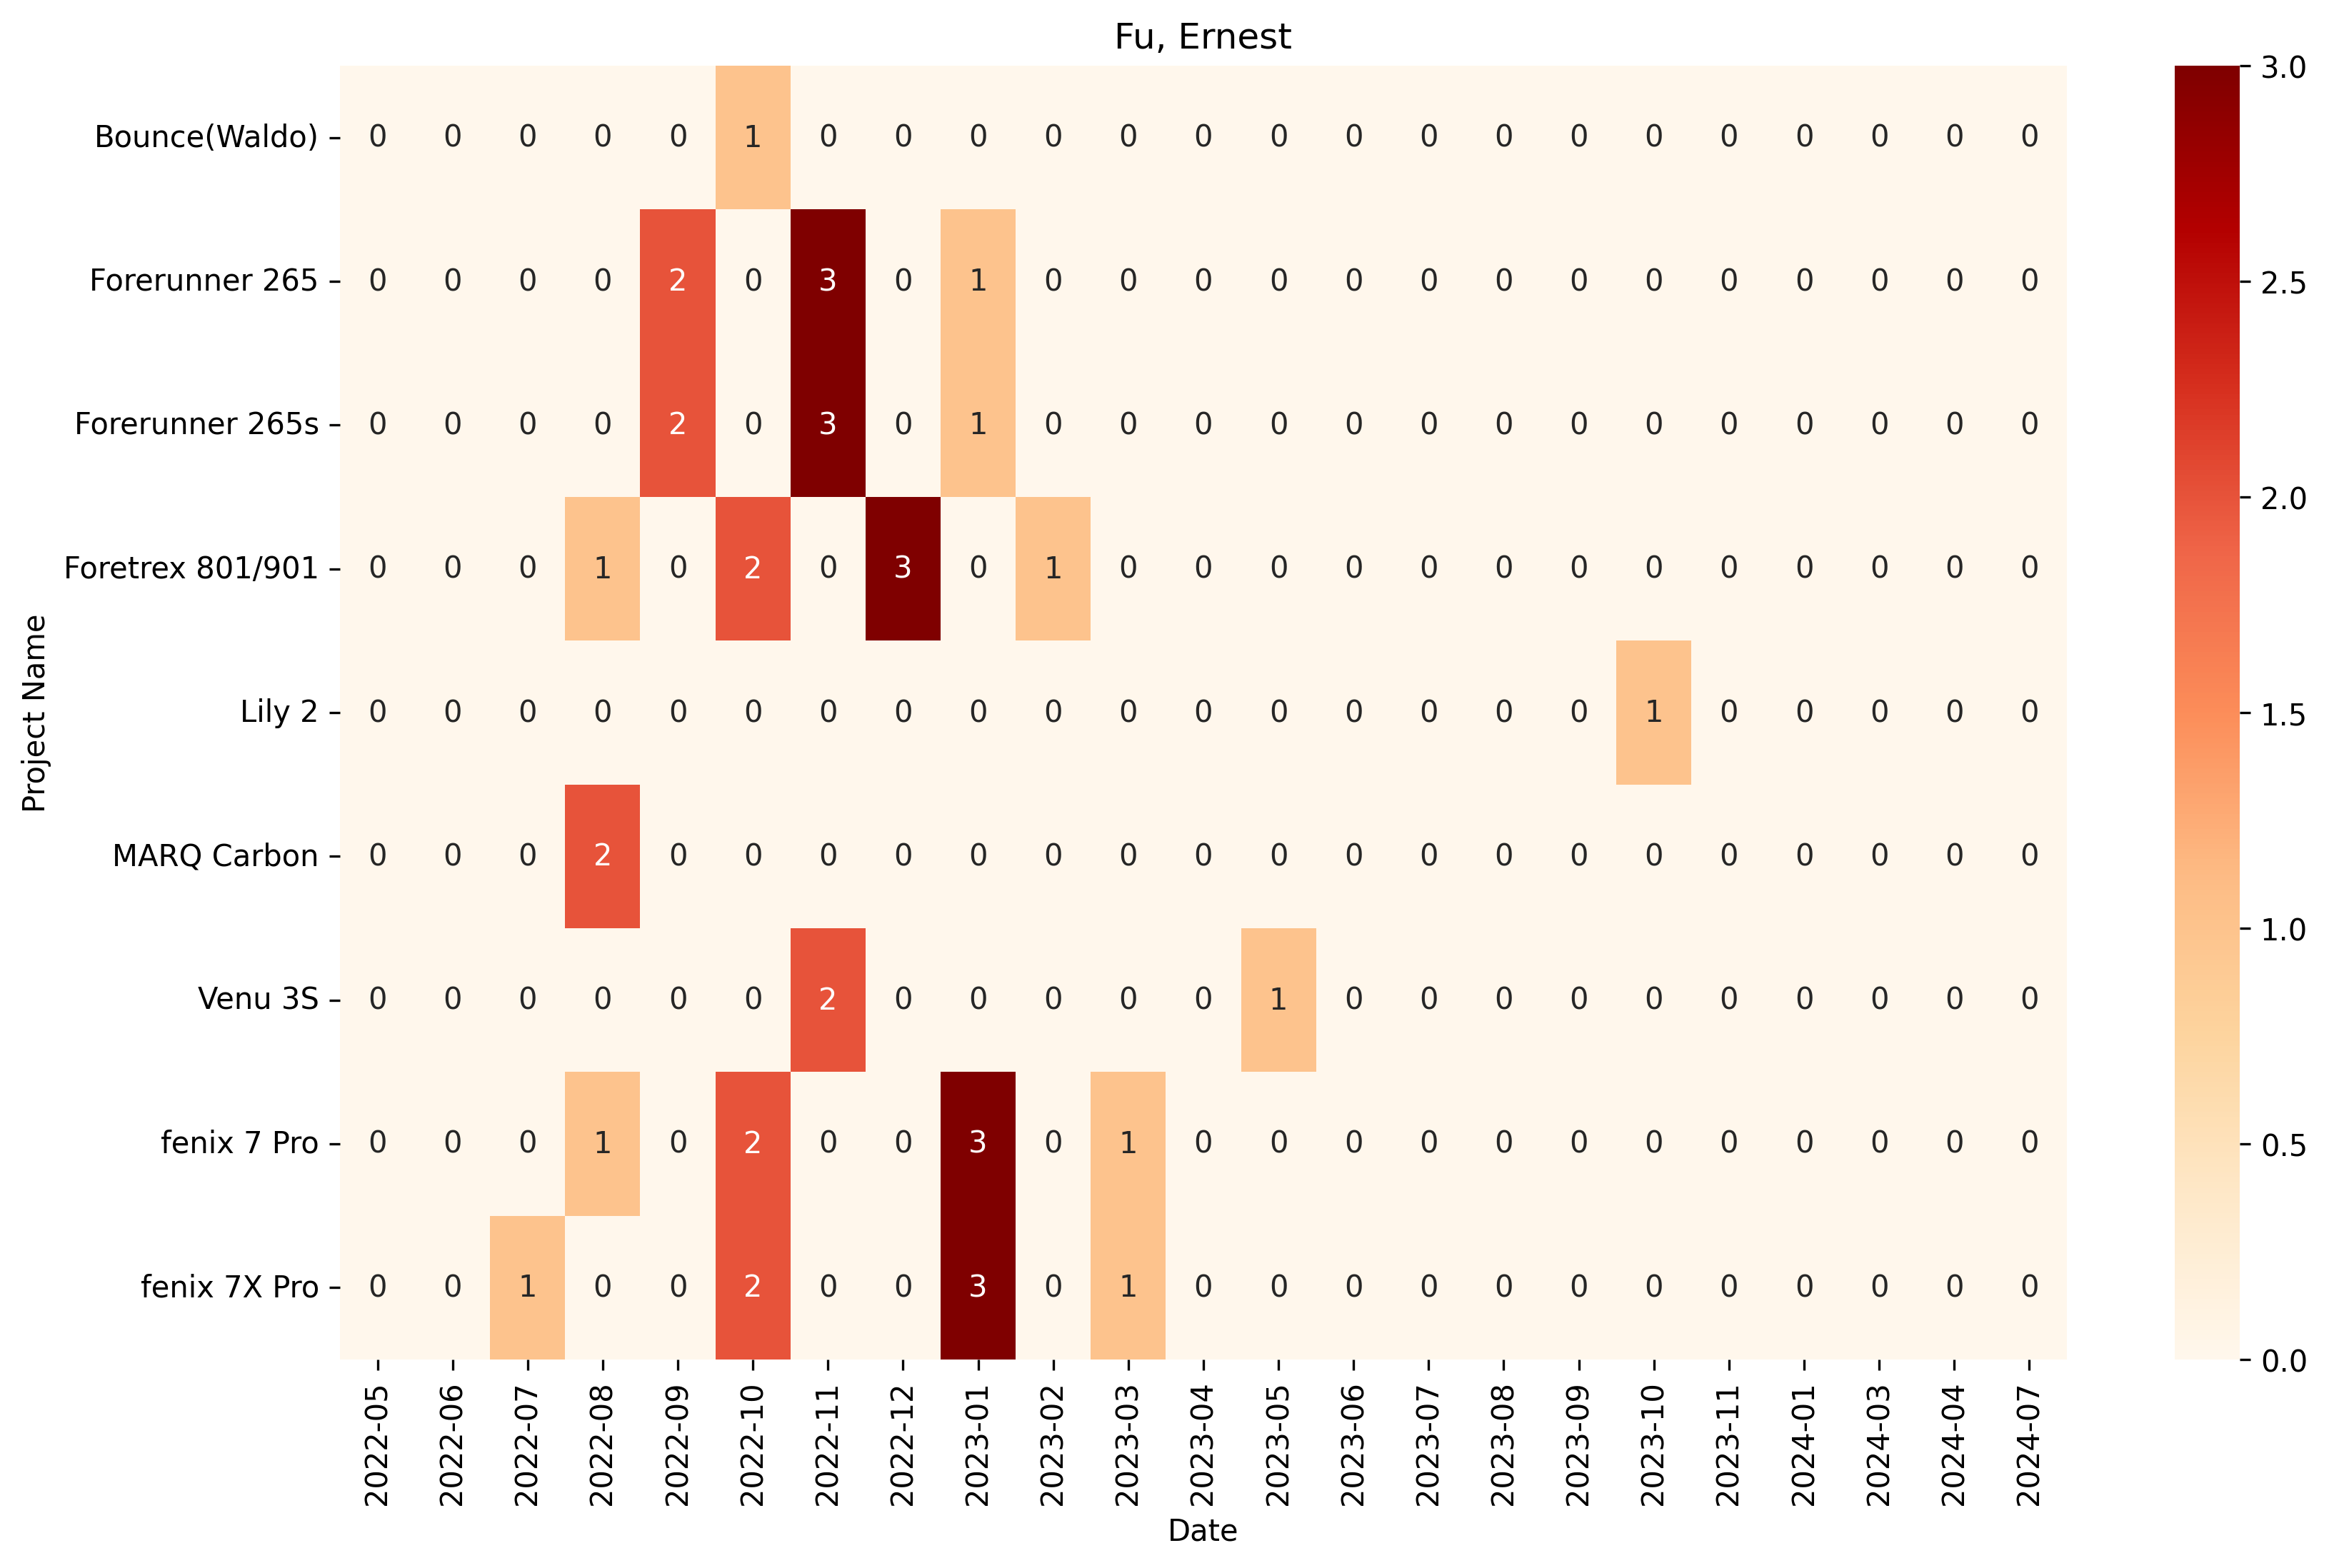 Fu, Ernest
Project Name
Bounce(Waldo) 0 0 0 0 0 1 0 0 0 0 0 0 0 0 0 0 0 0 0 0 0 0 0
Forerunner 265 0 0 0 0 2 0 3 0 1 0 0 0 0 0 0 0 0 0 0 0 0 0 0
Forerunner 265s 0 0 0 0 2 0 3 0 1 0 0 0 0 0 0 0 0 0 0 0 0 0 0
Foretrex 801/901 0 0 0 1 0 2 0 3 0 1 0 0 0 0 0 0 0 0 0 0 0 0 0
Lily 2 0 0 0 0 0 0 0 0 0 0 0 0 0 0 0 0 0 1 0 0 0 0 0
MARQ Carbon 0 0 0 2 0 0 0 0 0 0 0 0 0 0 0 0 0 0 0 0 0 0 0
Venu 3S 0 0 0 0 0 0 2 0 0 0 0 0 1 0 0 0 0 0 0 0 0 0 0
fenix 7 Pro 0 0 0 1 0 2 0 0 3 0 1 0 0 0 0 0 0 0 0 0 0 0 0
fenix 7X Pro 0 0 1 0 0 2 0 0 3 0 1 0 0 0 0 0 0 0 0 0 0 0 0
2022-05 2022-06 2022-07 2022-08 2022-09 2022-10 2022-11 2022-12 2023-01 2023-02 2023-03 2023-04 2023-05 2023-06 2023-07 2023-08 2023-09 2023-10 2023-11 2024-01 2024-03 2024-04 2024-07
Date
3.0
2.5
2.0
1.5
1.0
0.5
0.0